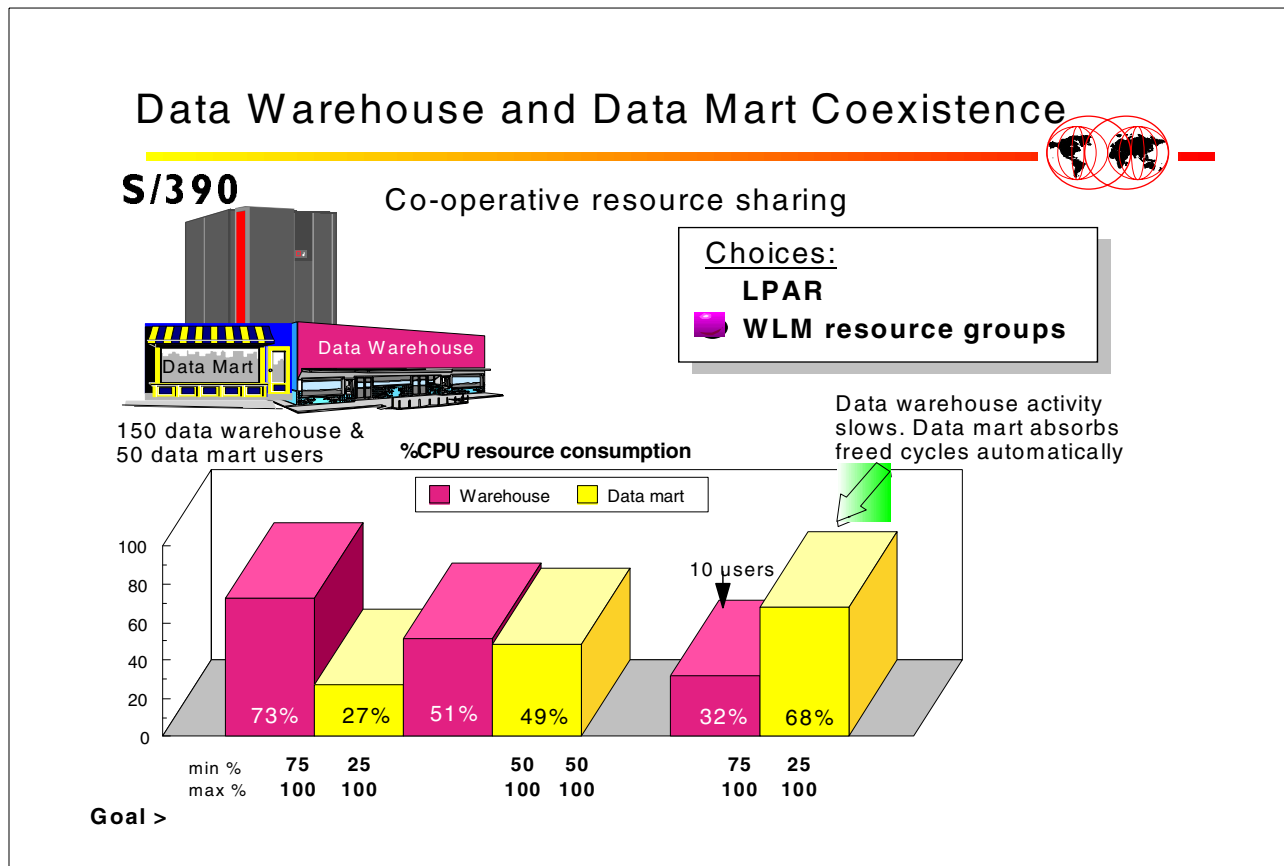 Data Warehouse and Data Mart Coexistence
S/390
Co-operative resource sharing
Choices:
LPAR
WLM resource groups
Data Warehouse
Data Mart
150 data warehouse &
50 data mart users
Data warehouse activity
slows. Data mart absorbs
freed cycles automatically
%CPU resource consumption
Warehouse Data mart
100
80
60
40
20
0
10 users
73% 27% 51% 49% 32% 68%
min % 75 25 50 50 75 25
max % 100 100 100 100 100 100
Goal >